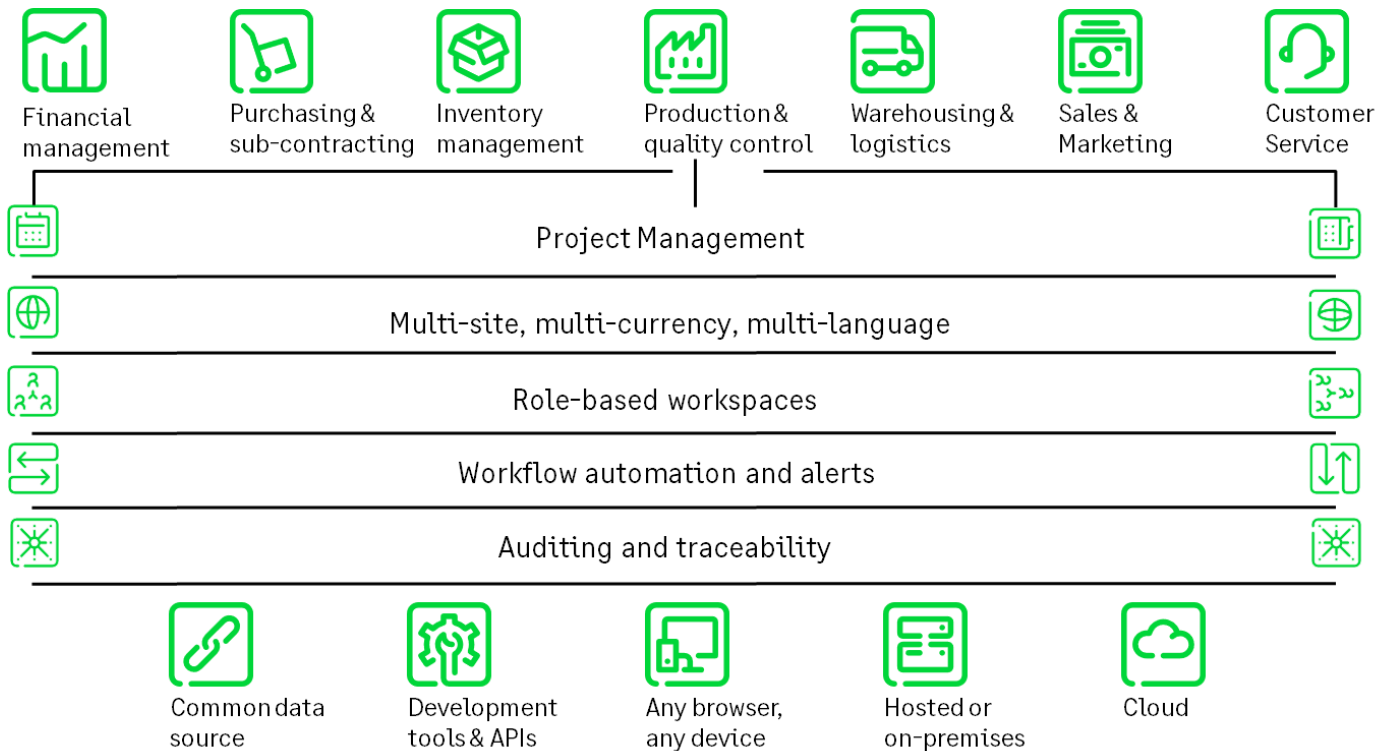 Financial
management
Purchasing &
sub-contracting
Inventory
management
Production &
quality control
Warehousing &
logistics
Sales &
Marketing
Customer
Service
Project Management
Multi-site, multi-currency, multi-language
Role-based workspaces
Workflow automation and alerts
Auditing and traceability
Common data
source
Development
tools & APIs
Any browser,
any device
Hosted or
on-premises
Cloud